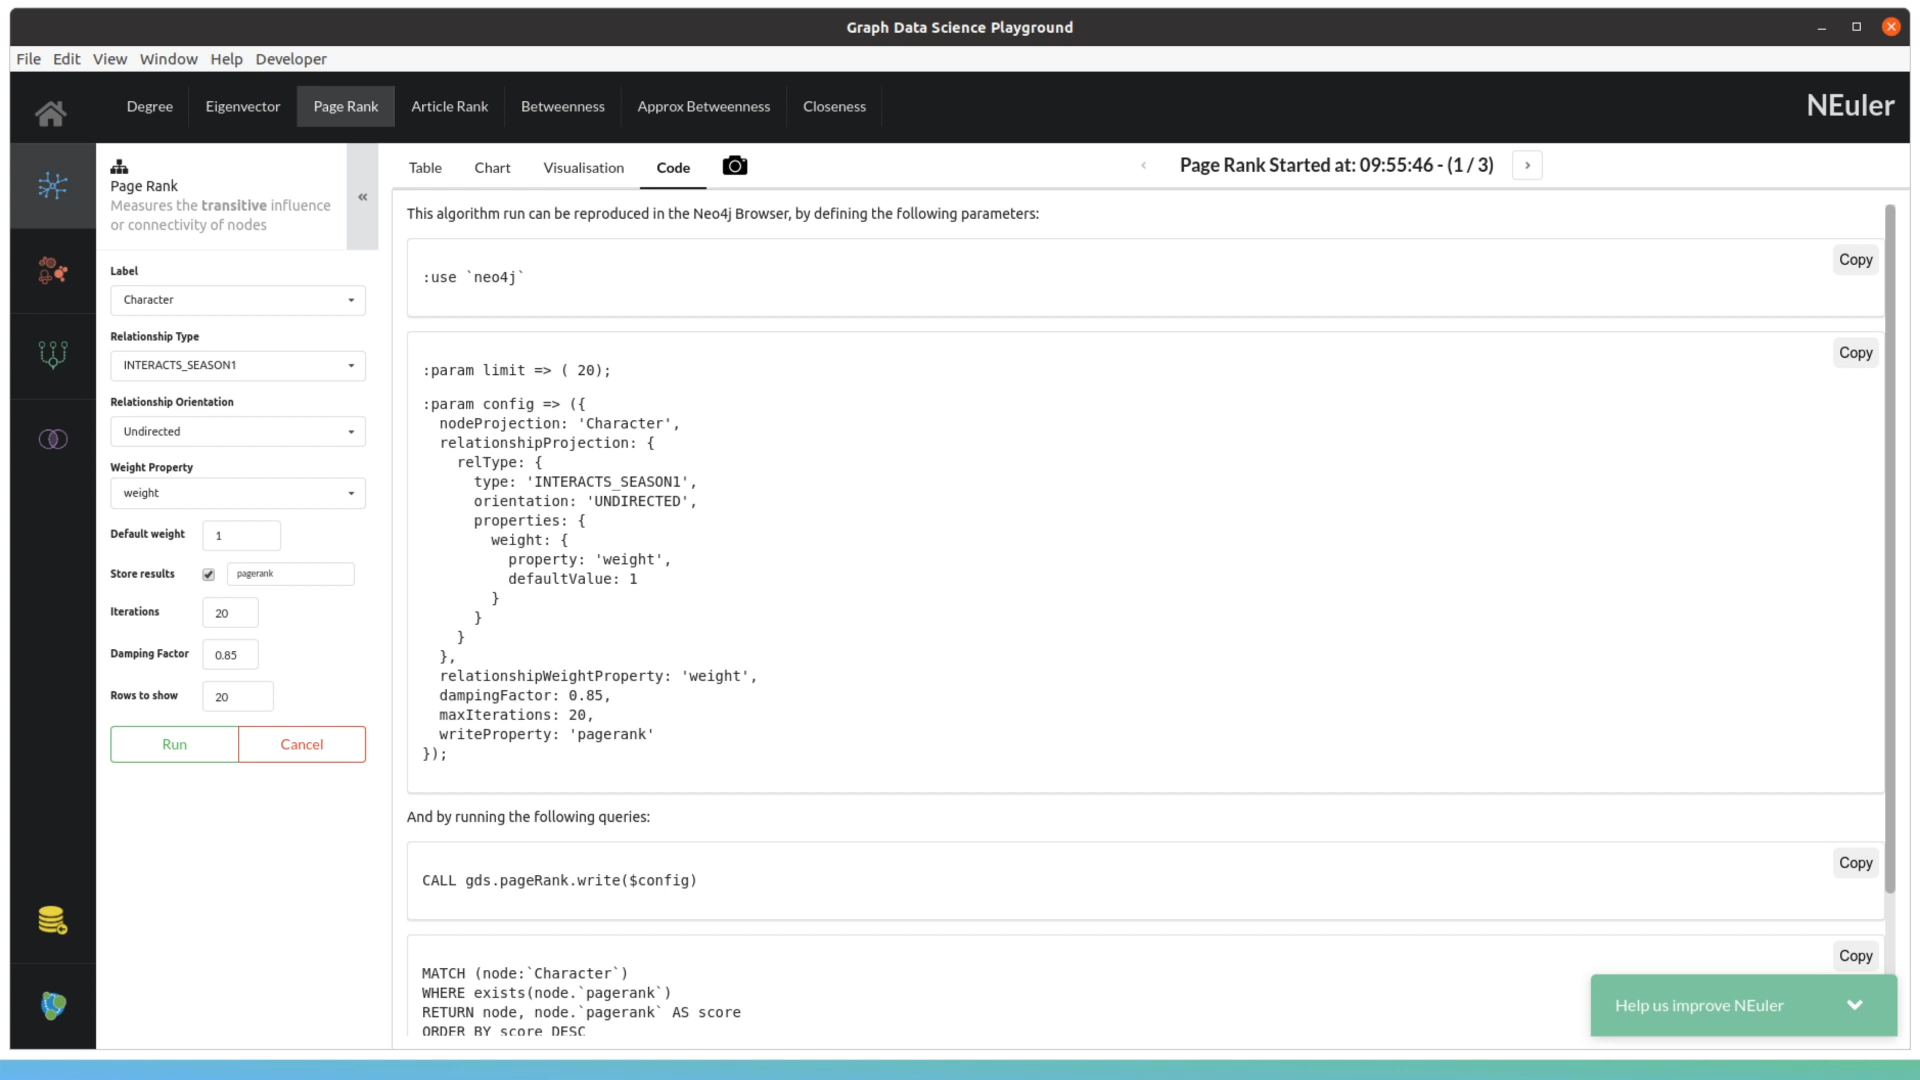 Graph Data Science Playground
File Edit View Window Help Developer
Degree Eigenvector Page Rank Article Rank Betweenness Approx Betweenness Closeness
NEuler
Page Rank
Measures the transitive influence
or connectivity of nodes
«
Label
Character
Relationship Type
INTERACTS_SEASON1
Relationship Orientation
Undirected
Weight Property
weight
Default weight 1
Store results pagerank
Iterations 20
Damping Factor 0.85
Rows to show 20
Run Cancel
Table Chart Visualisation Code
‹ Page Rank Started at: 09:55:46 - (1 / 3) ›
This algorithm run can be reproduced in the Neo4j Browser, by defining the following parameters:
Copy
:use `neo4j`
Copy
:param limit => ( 20);
:param config => ({
nodeProjection: 'Character',
relationshipProjection: {
relType: {
type: 'INTERACTS_SEASON1',
orientation: 'UNDIRECTED',
properties: {
weight: {
property: 'weight',
defaultValue: 1
}
}
}
},
relationshipWeightProperty: 'weight',
dampingFactor: 0.85,
maxIterations: 20,
writeProperty: 'pagerank'
});
And by running the following queries:
Copy
CALL gds.pageRank.write($config)
Copy
MATCH (node:`Character`)
WHERE exists(node.`pagerank`)
RETURN node, node.`pagerank` AS score
ORDER BY score DESC
Help us improve NEuler